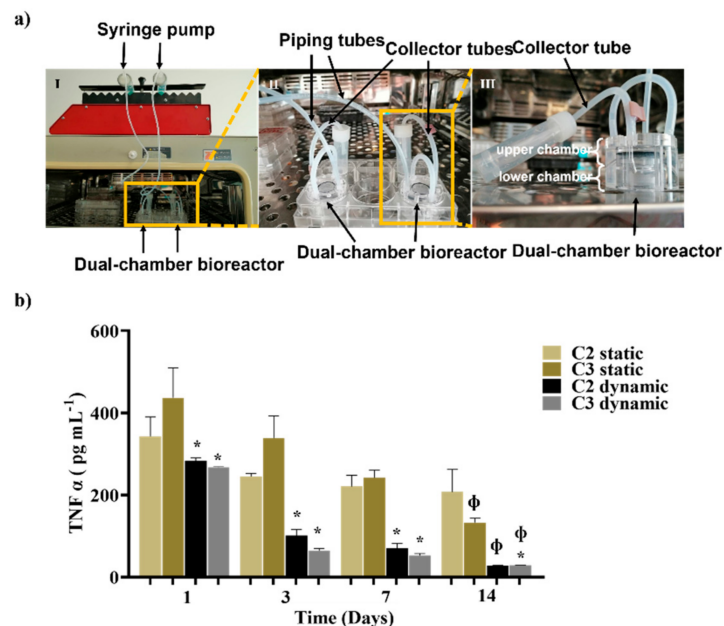 a)
Syringe pump
Piping tubes
Collector tubes
Collector tube
I
II
III
upper chamber
lower chamber
Dual-chamber bioreactor
Dual-chamber bioreactor
Dual-chamber bioreactor
b)
600
400
200
0
TNF α ( pg mL⁻¹)
C2 static
C3 static
C2 dynamic
C3 dynamic
* *
* *
* *
ϕ ϕ ϕ
*
1 3 7 14
Time (Days)